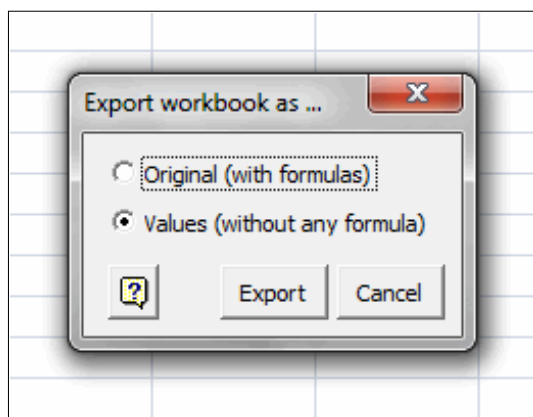 Export workbook as ...
Original (with formulas)
Values (without any formula)
Export Cancel